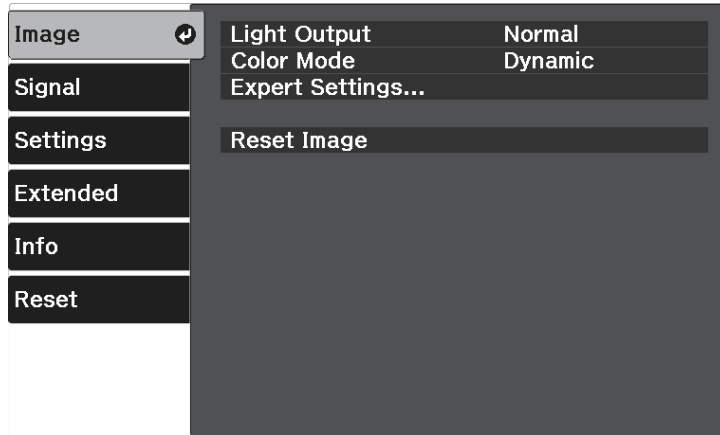 Image
Signal
Settings
Extended
Info
Reset
Light Output Normal
Color Mode Dynamic
Expert Settings...
Reset Image